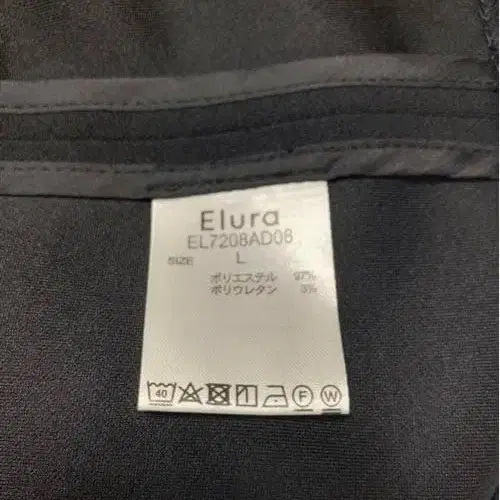 Elura
EL7208AD08
SIZE L
ポリエステル 97%
ポリウレタン 3%
40 F W